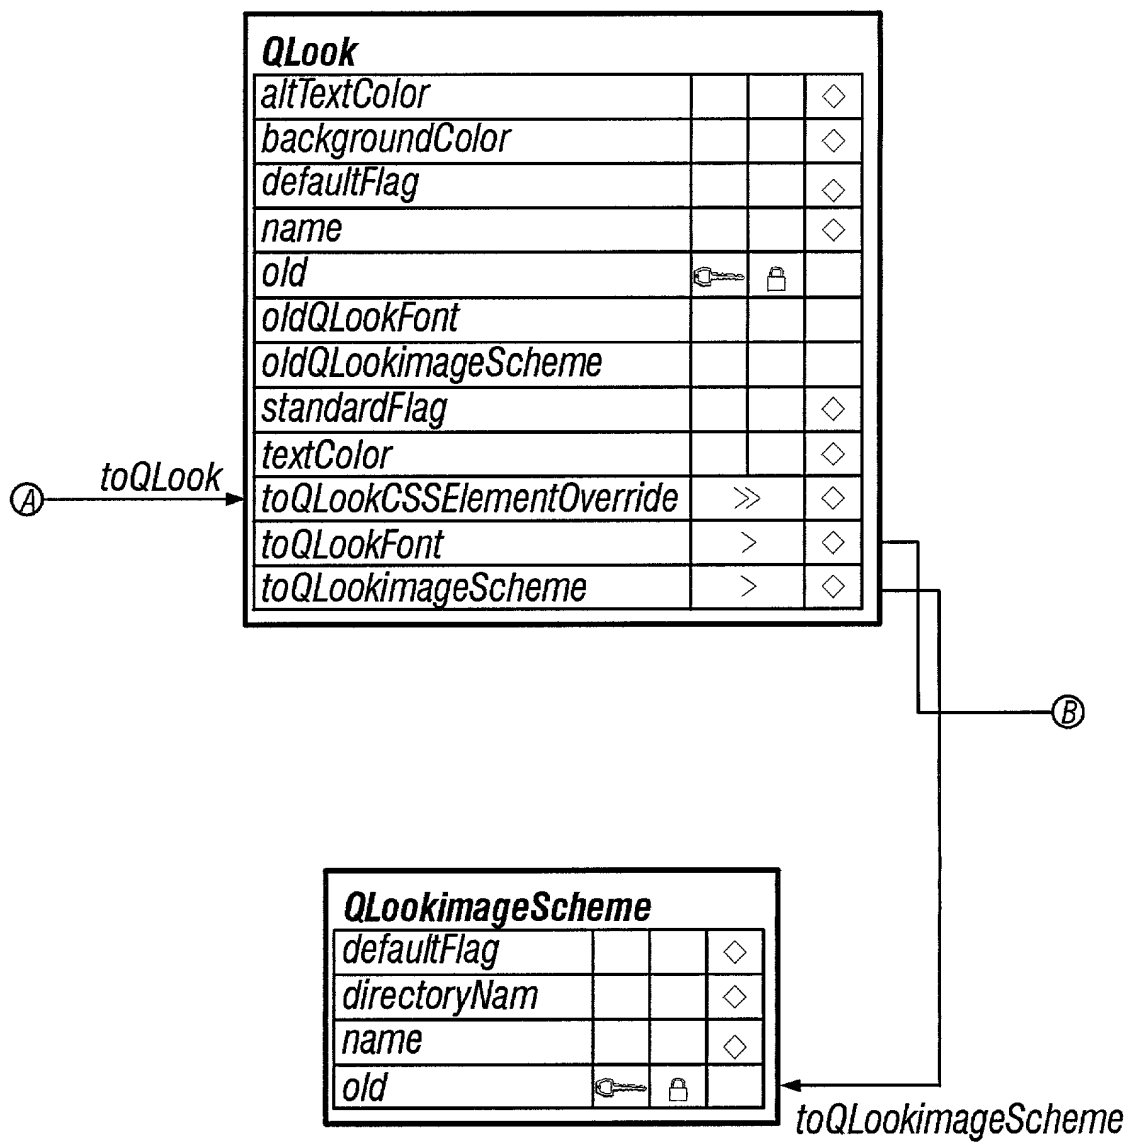 QLook
altTextColor
backgroundColor
defaultFlag
name
old
oldQLookFont
oldQLookimageScheme
standardFlag
textColor
toQLookCSSElementOverride
toQLookFont
toQLookimageScheme
A
toQLook
B
QLookimageScheme
defaultFlag
directoryNam
name
old
toQLookimageScheme